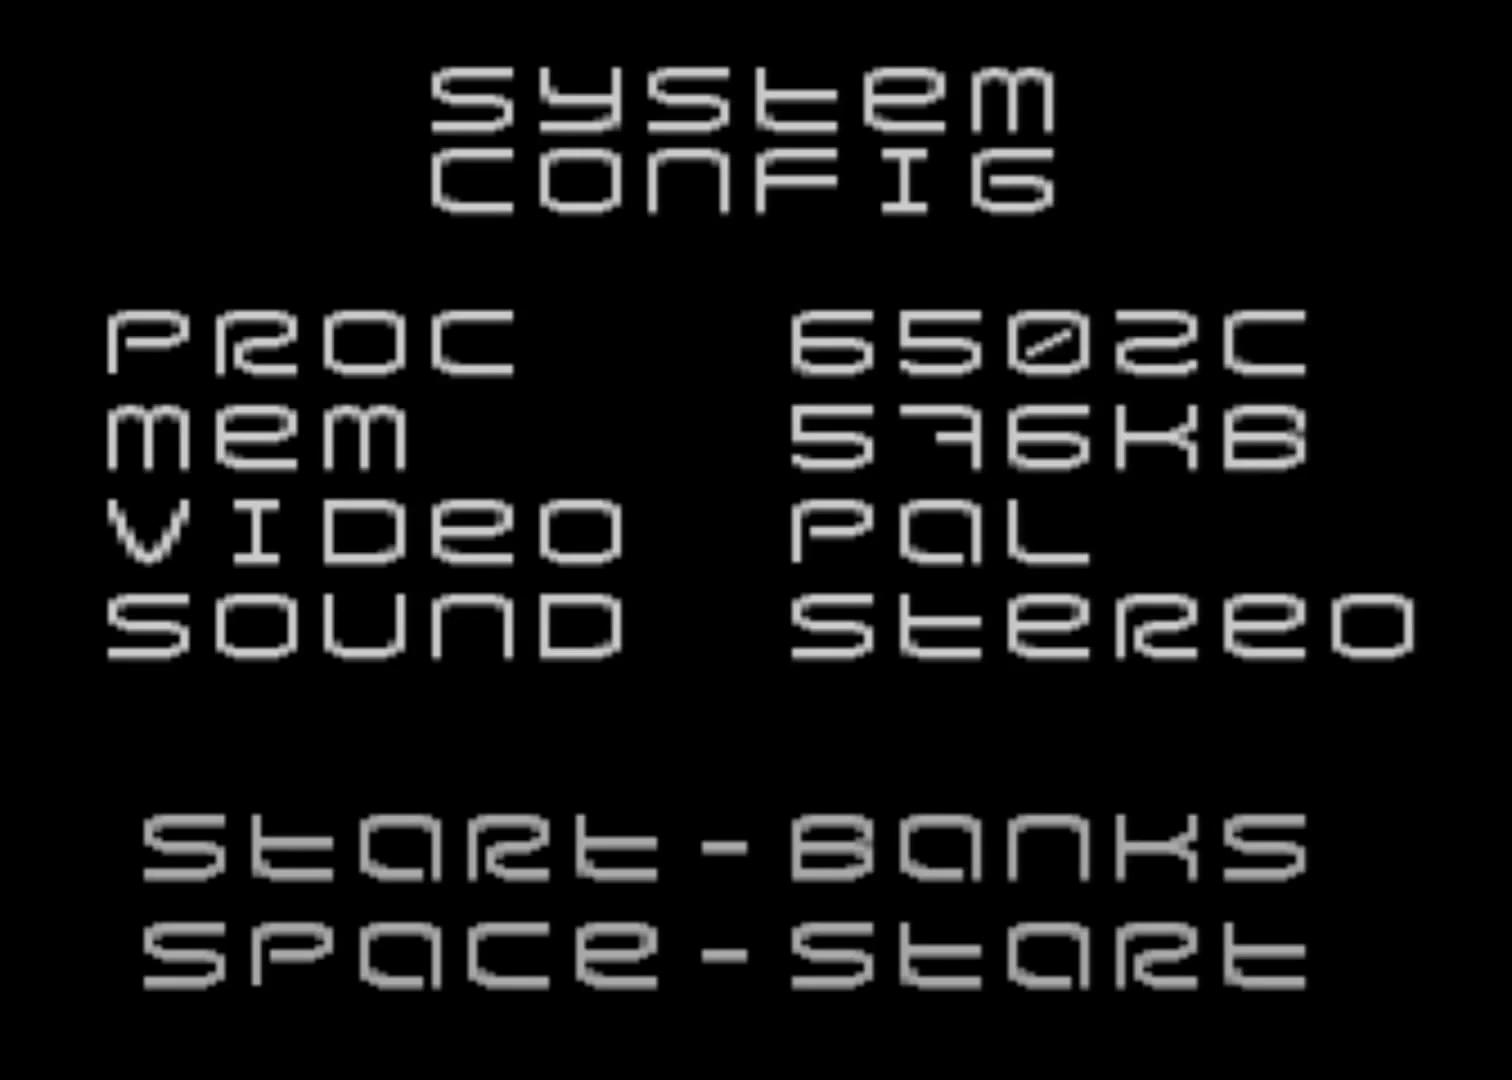 SYSTEM
CONFIG
PROC 6502C
MEM 576KB
VIDEO PAL
SOUND STEREO
START-BANKS
SPACE-START